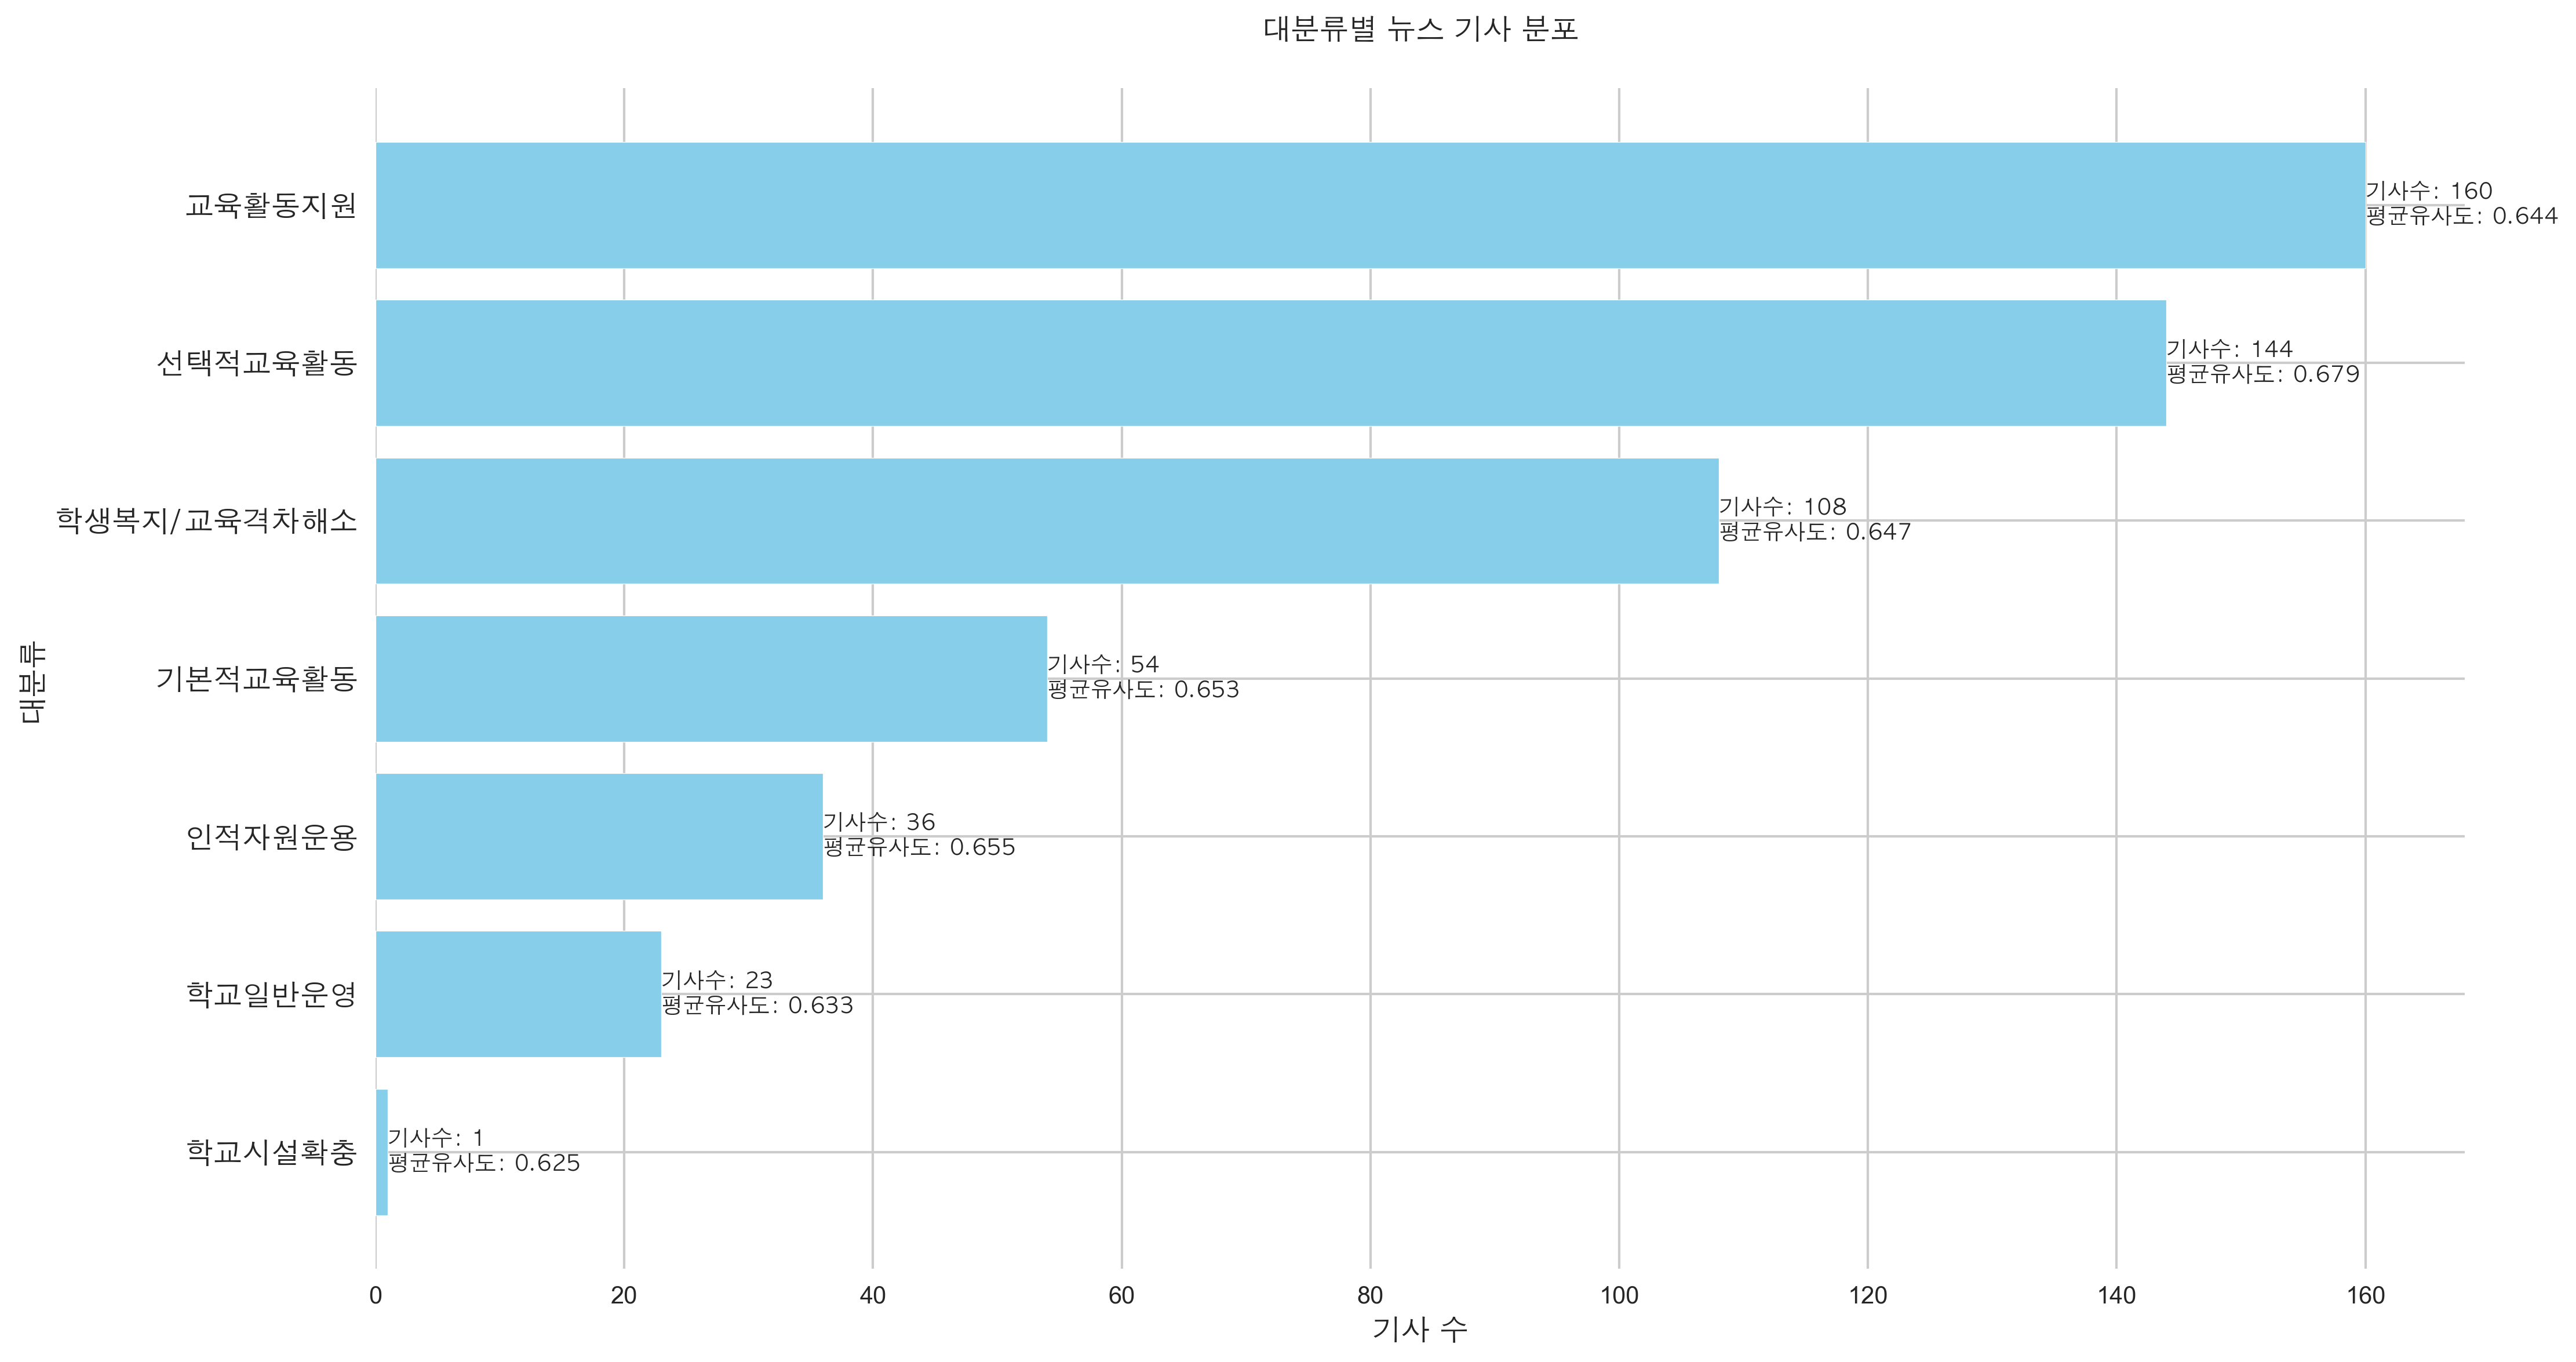 대분류별 뉴스 기사 분포
대분류
교육활동지원
기사수: 160
평균유사도: 0.644
선택적교육활동
기사수: 144
평균유사도: 0.679
학생복지/교육격차해소
기사수: 108
평균유사도: 0.647
기본적교육활동
기사수: 54
평균유사도: 0.653
인적자원운용
기사수: 36
평균유사도: 0.655
학교일반운영
기사수: 23
평균유사도: 0.633
학교시설확충
기사수: 1
평균유사도: 0.625
0 20 40 60 80 100 120 140 160
기사 수